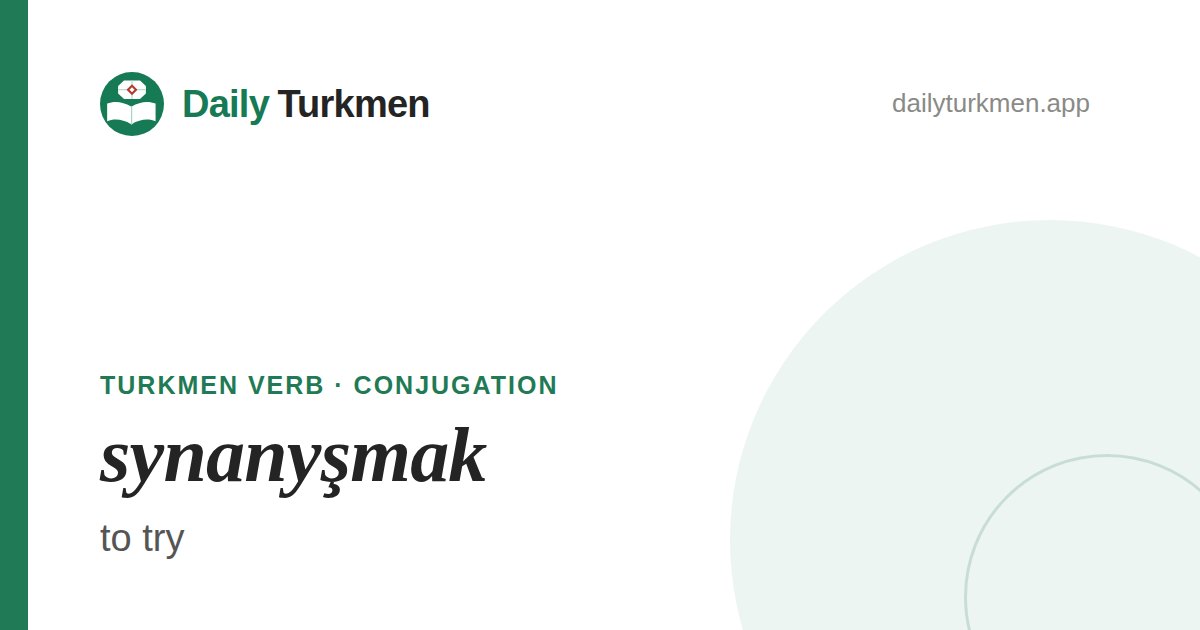 Daily Turkmen
dailyturkmen.app
TURKMEN VERB · CONJUGATION
synanyşmak
to try